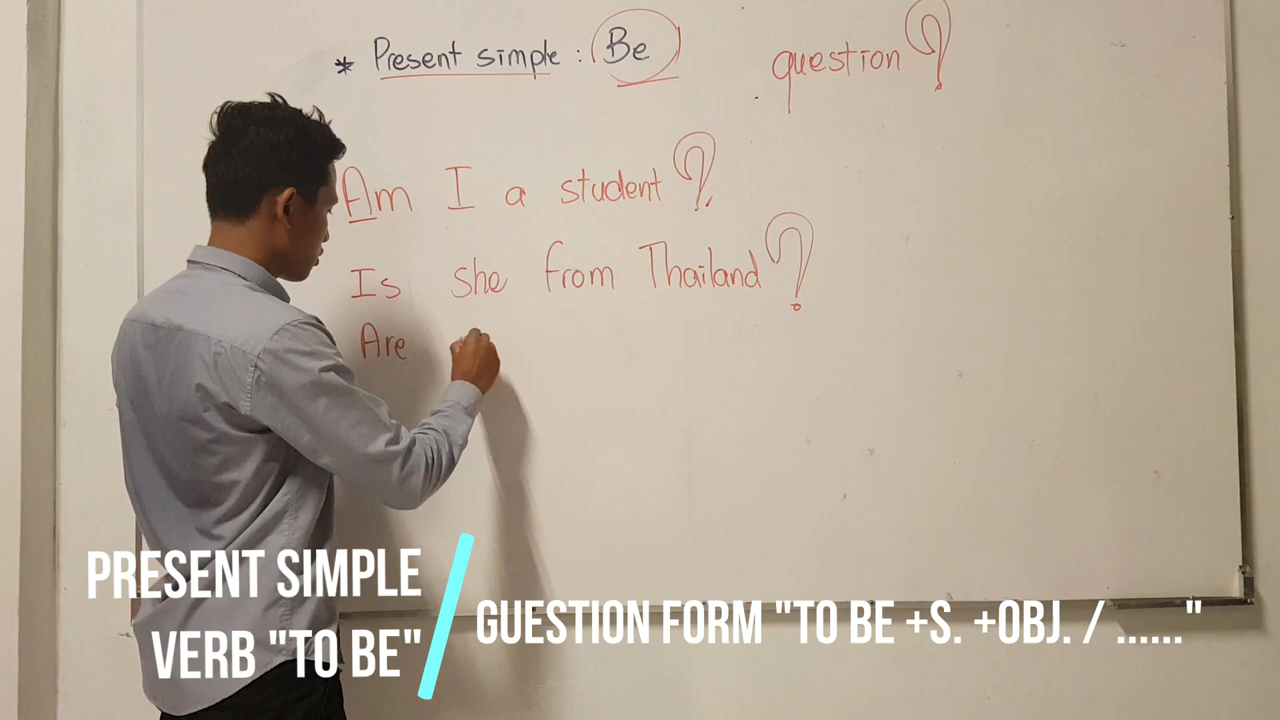 * Present simple : (Be) question?
Am I a student?
Is she from Thailand?
Are
PRESENT SIMPLE
VERB "TO BE"
GUESTION FORM "TO BE +S. +OBJ. / ......"